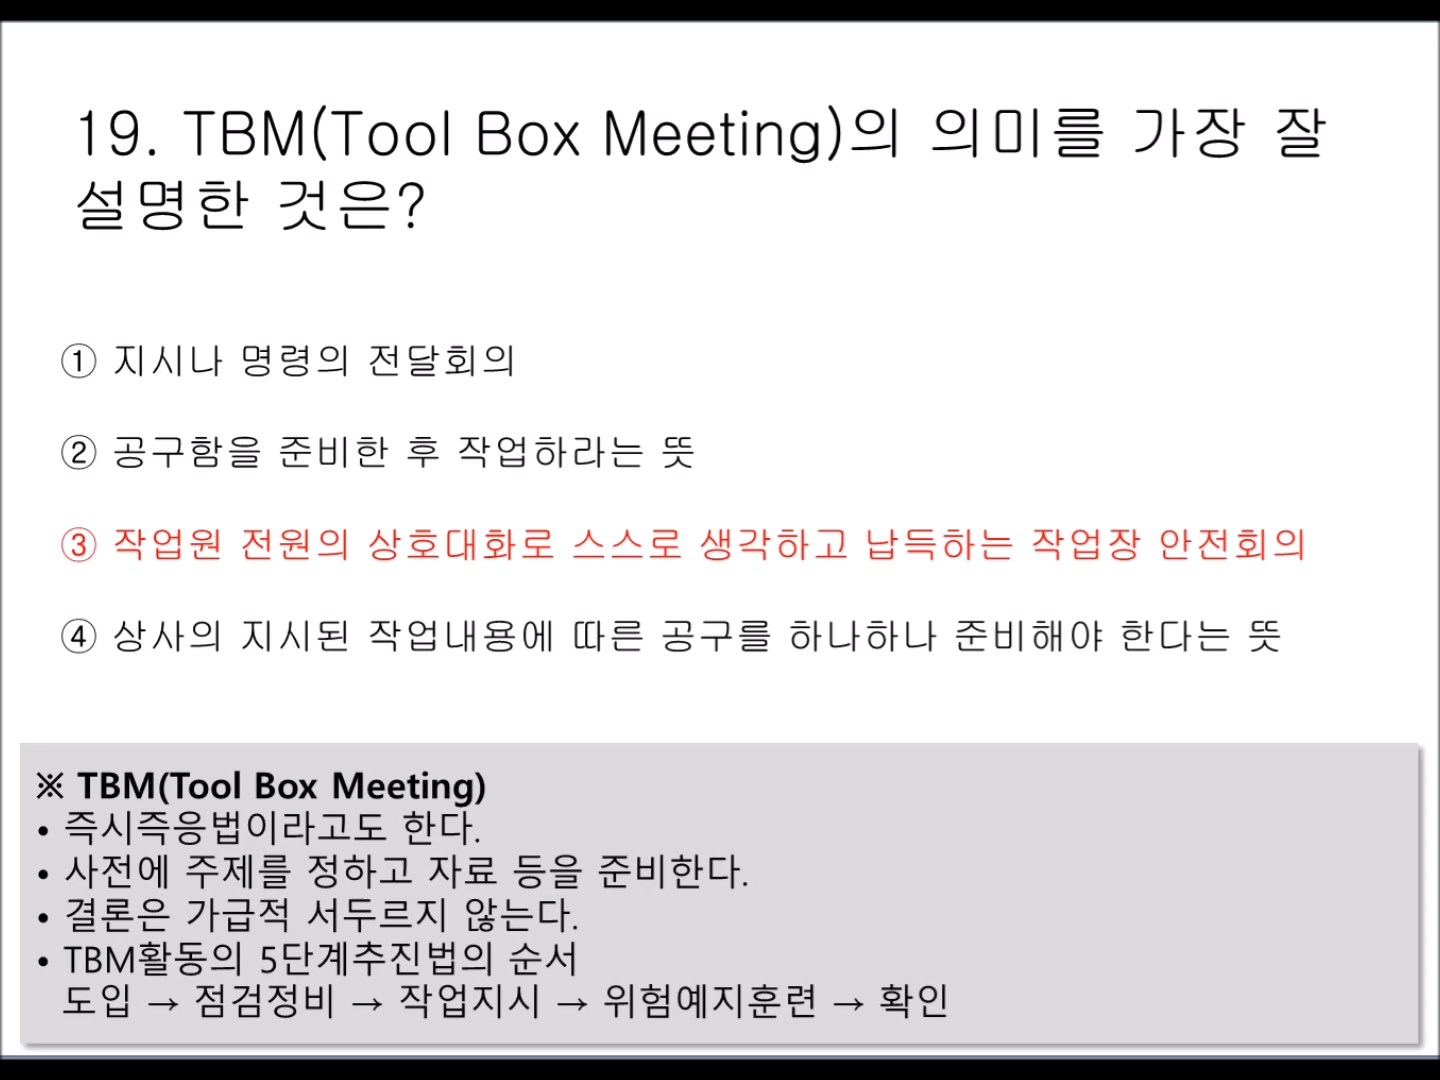 19. TBM(Tool Box Meeting)의 의미를 가장 잘
설명한 것은?
① 지시나 명령의 전달회의
② 공구함을 준비한 후 작업하라는 뜻
③ 작업원 전원의 상호대화로 스스로 생각하고 납득하는 작업장 안전회의
④ 상사의 지시된 작업내용에 따른 공구를 하나하나 준비해야 한다는 뜻
※ TBM(Tool Box Meeting)
• 즉시즉응법이라고도 한다.
• 사전에 주제를 정하고 자료 등을 준비한다.
• 결론은 가급적 서두르지 않는다.
• TBM활동의 5단계추진법의 순서
도입 → 점검정비 → 작업지시 → 위험예지훈련 → 확인